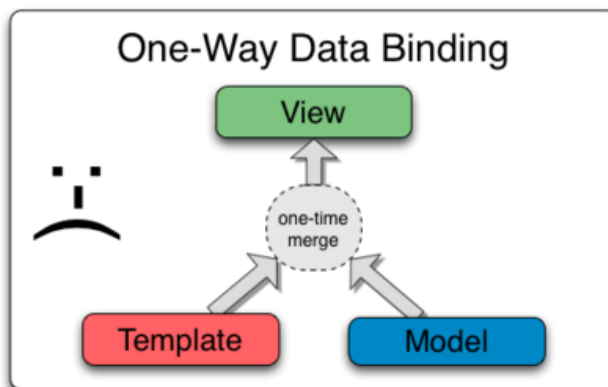 One-Way Data Binding
View
one-time
merge
Template
Model